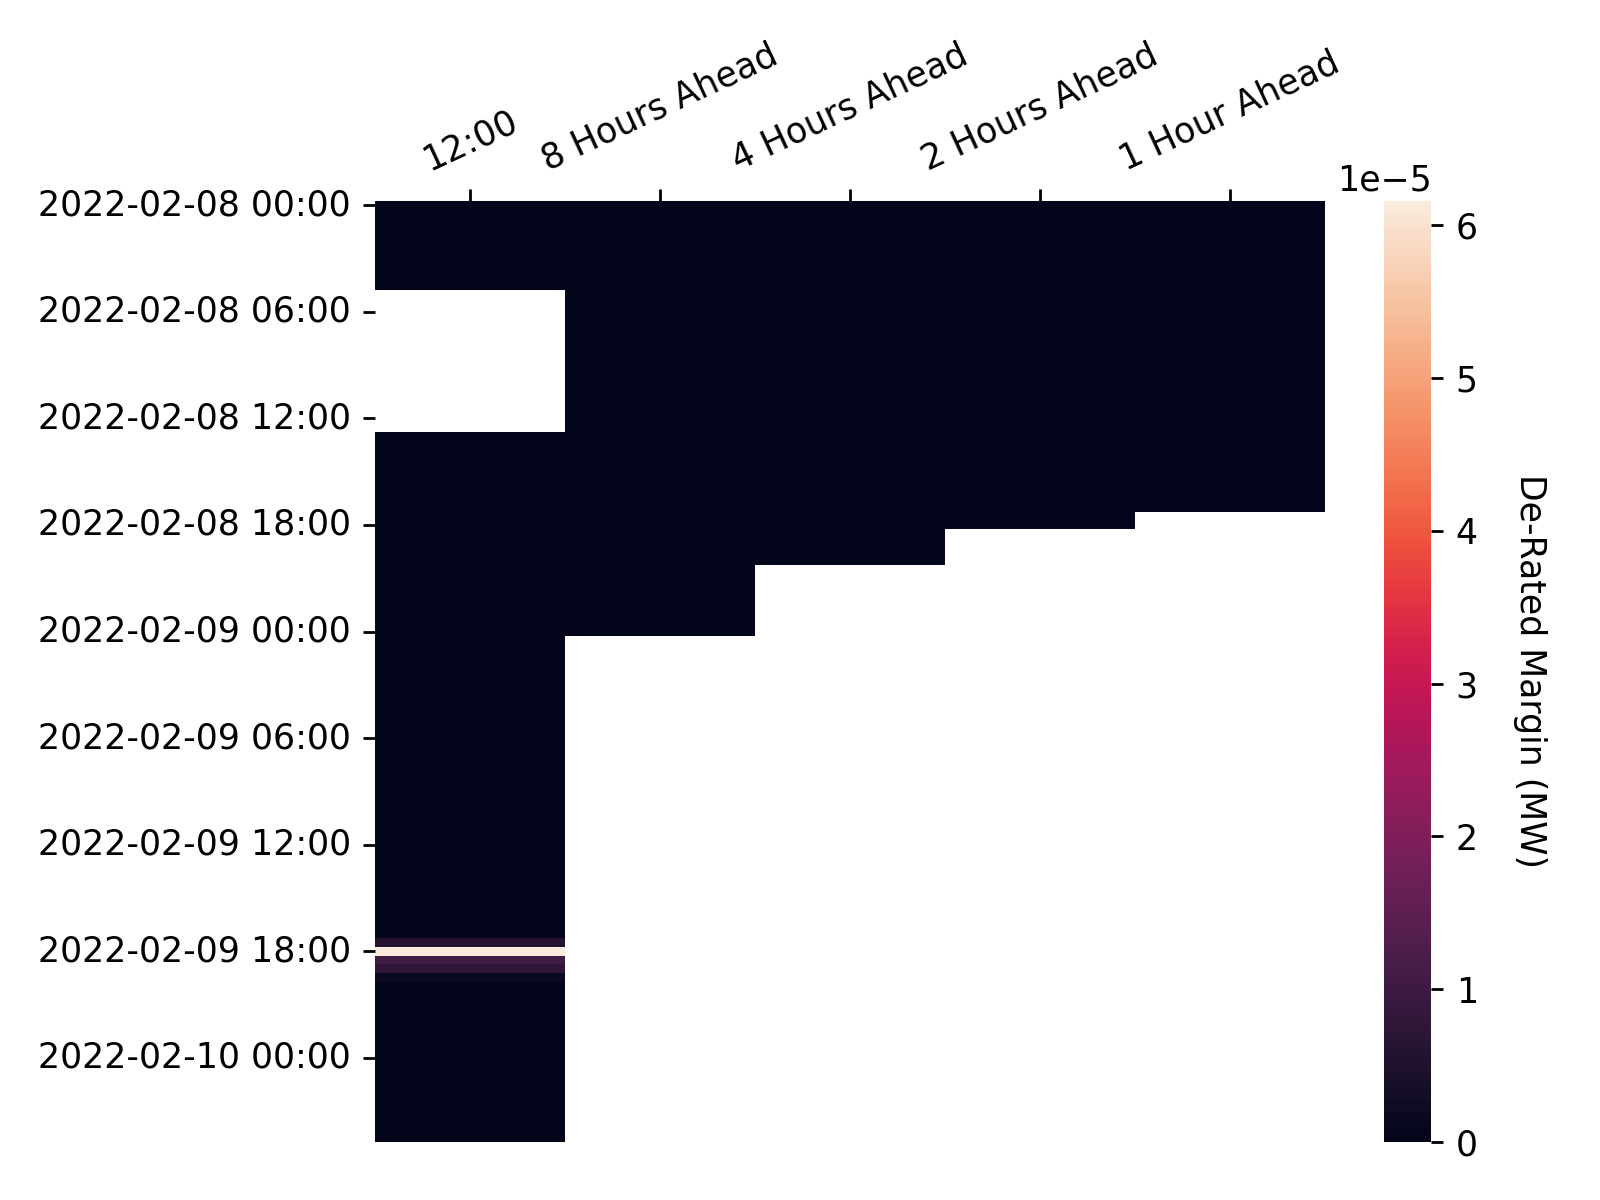 12:00
8 Hours Ahead
4 Hours Ahead
2 Hours Ahead
1 Hour Ahead
2022-02-08 00:00
2022-02-08 06:00
2022-02-08 12:00
2022-02-08 18:00
2022-02-09 00:00
2022-02-09 06:00
2022-02-09 12:00
2022-02-09 18:00
2022-02-10 00:00
1e−5
6
5
4
3
2
1
0
De-Rated Margin (MW)